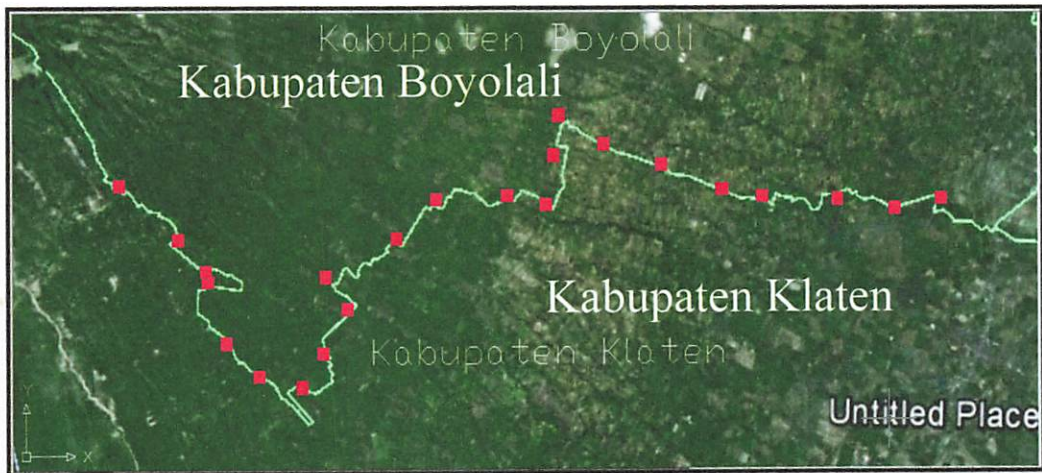 Kabupaten Boyolali
Kabupaten Boyolali
Kabupaten Klaten
Kabupaten Klaten
Untitled Place
Y
X